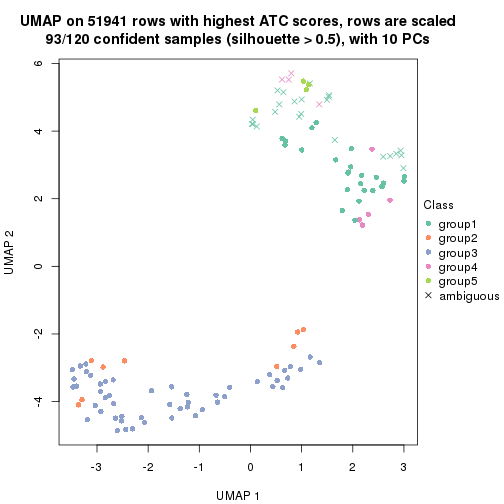 UMAP on 51941 rows with highest ATC scores, rows are scaled
93/120 confident samples (silhouette > 0.5), with 10 PCs
6
4
2
0
-2
-4
UMAP 2
-3
-2
-1
0
1
2
3
UMAP 1
Class
group1
group2
group3
group4
group5
ambiguous